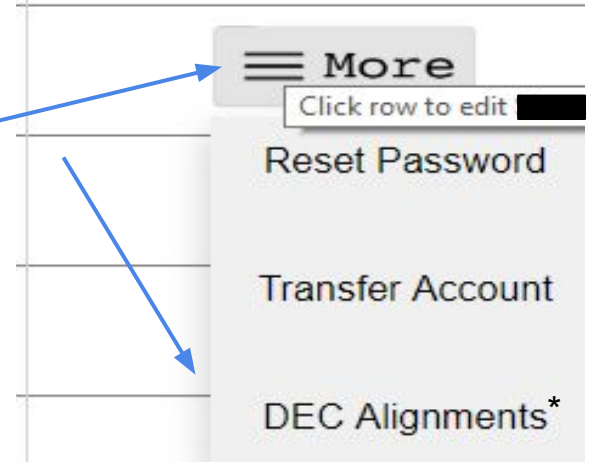 More
Click row to edit
Reset Password
Transfer Account
DEC Alignments*